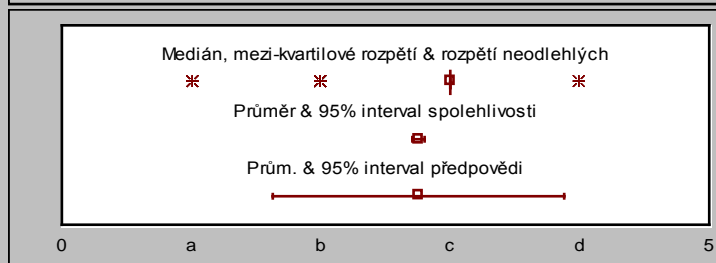 Medián, mezi-kvartilové rozpětí & rozpětí neodlehlých
Průměr & 95% interval spolehlivosti
Prům. & 95% interval předpovědi
0 a b c d 5